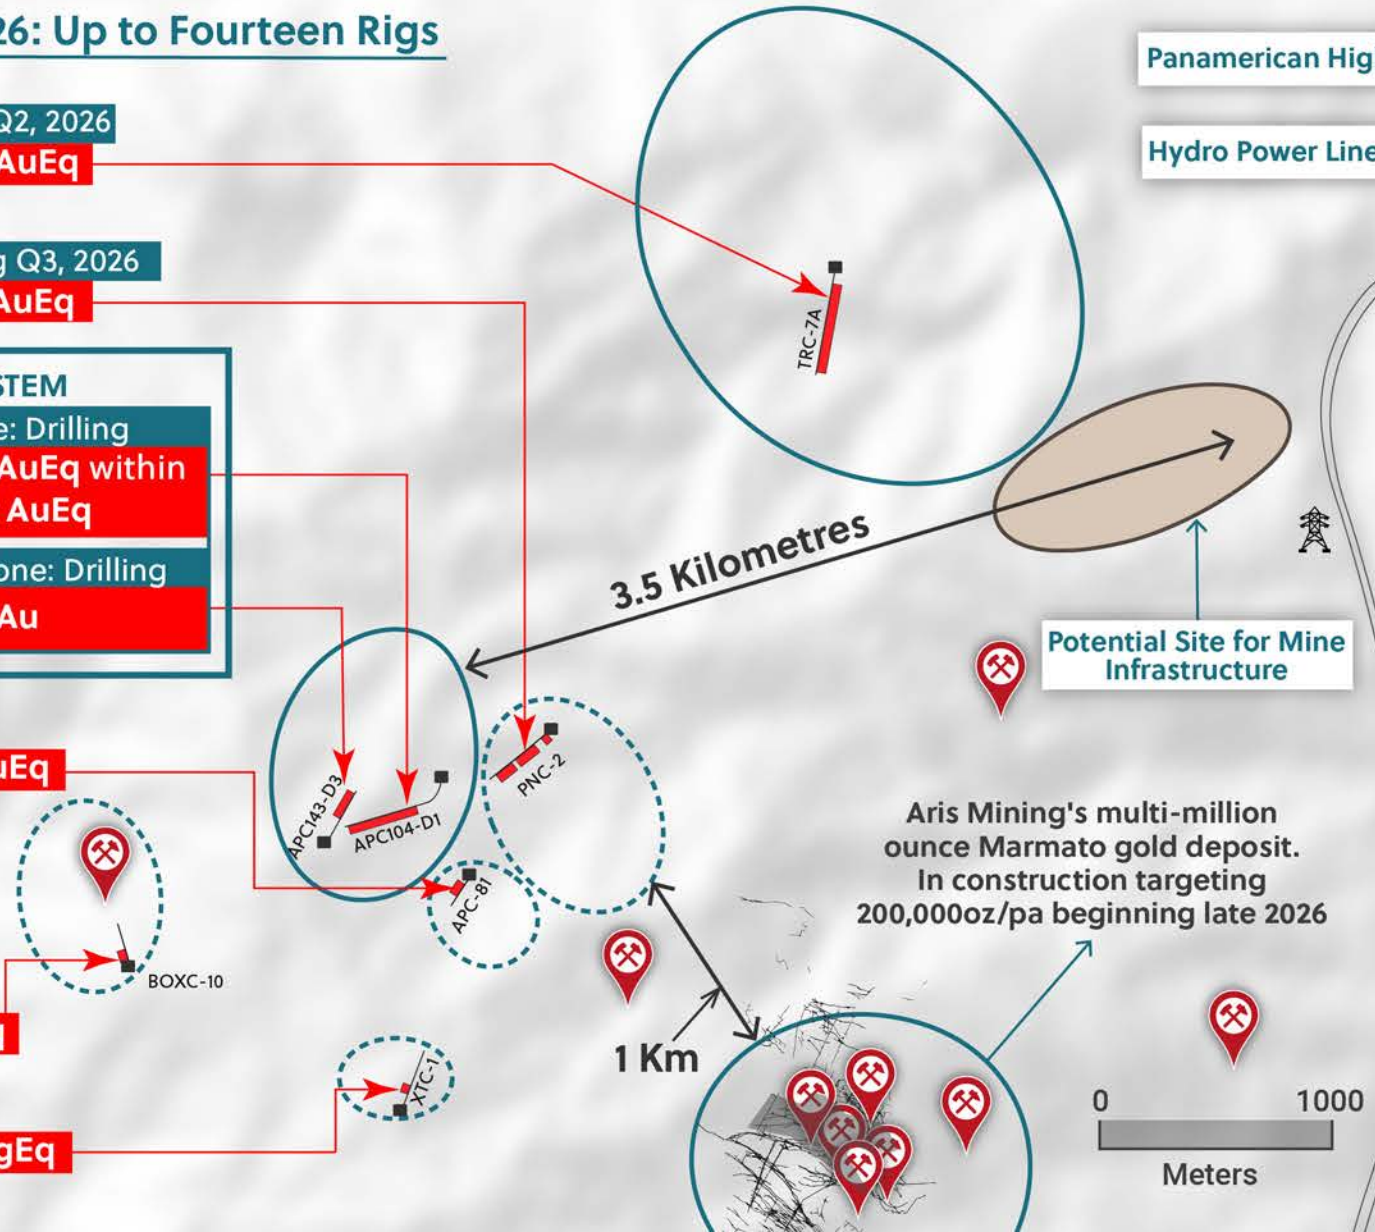 26: Up to Fourteen Rigs
Panamerican Hig
Hydro Power Line
Q2, 2026
AuEq
g Q3, 2026
AuEq
STEM
e: Drilling
AuEq within
AuEq
one: Drilling
Au
uEq
gEq
TRC-7A
3.5 Kilometres
Potential Site for Mine
Infrastructure
APC143-D3
APC104-D1
PNC-2
APC-81
BOXC-10
XTC-1
1 Km
Aris Mining's multi-million
ounce Marmato gold deposit.
In construction targeting
200,000oz/pa beginning late 2026
0 1000
Meters